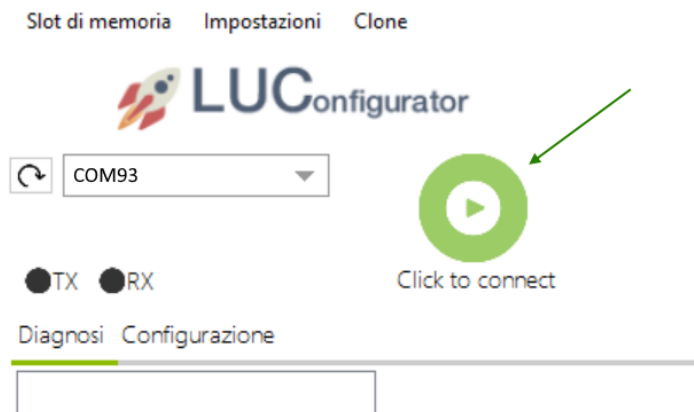 Slot di memoria Impostazioni Clone
LUConfigurator
COM93
TX RX
Click to connect
Diagnosi Configurazione